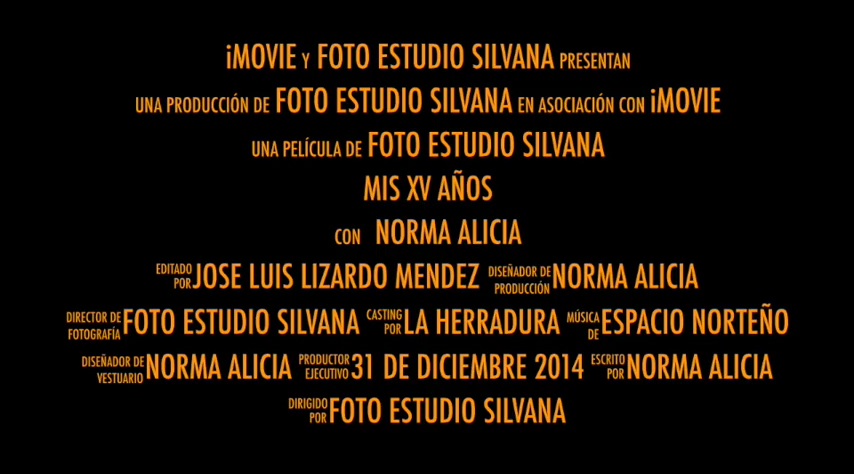 iMOVIE Y FOTO ESTUDIO SILVANA PRESENTAN
UNA PRODUCCIÓN DE FOTO ESTUDIO SILVANA EN ASOCIACIÓN CON iMOVIE
UNA PELÍCULA DE FOTO ESTUDIO SILVANA
MIS XV AÑOS
CON NORMA ALICIA
EDITADO POR JOSE LUIS LIZARDO MENDEZ DISEÑADOR DE PRODUCCIÓN NORMA ALICIA
DIRECTOR DE FOTOGRAFÍA FOTO ESTUDIO SILVANA CASTING POR LA HERRADURA MÚSICA DE ESPACIO NORTEÑO
DISEÑADOR DE VESTUARIO NORMA ALICIA PRODUCTOR EJECUTIVO 31 DE DICIEMBRE 2014 ESCRITO POR NORMA ALICIA
DIRIGIDO POR FOTO ESTUDIO SILVANA